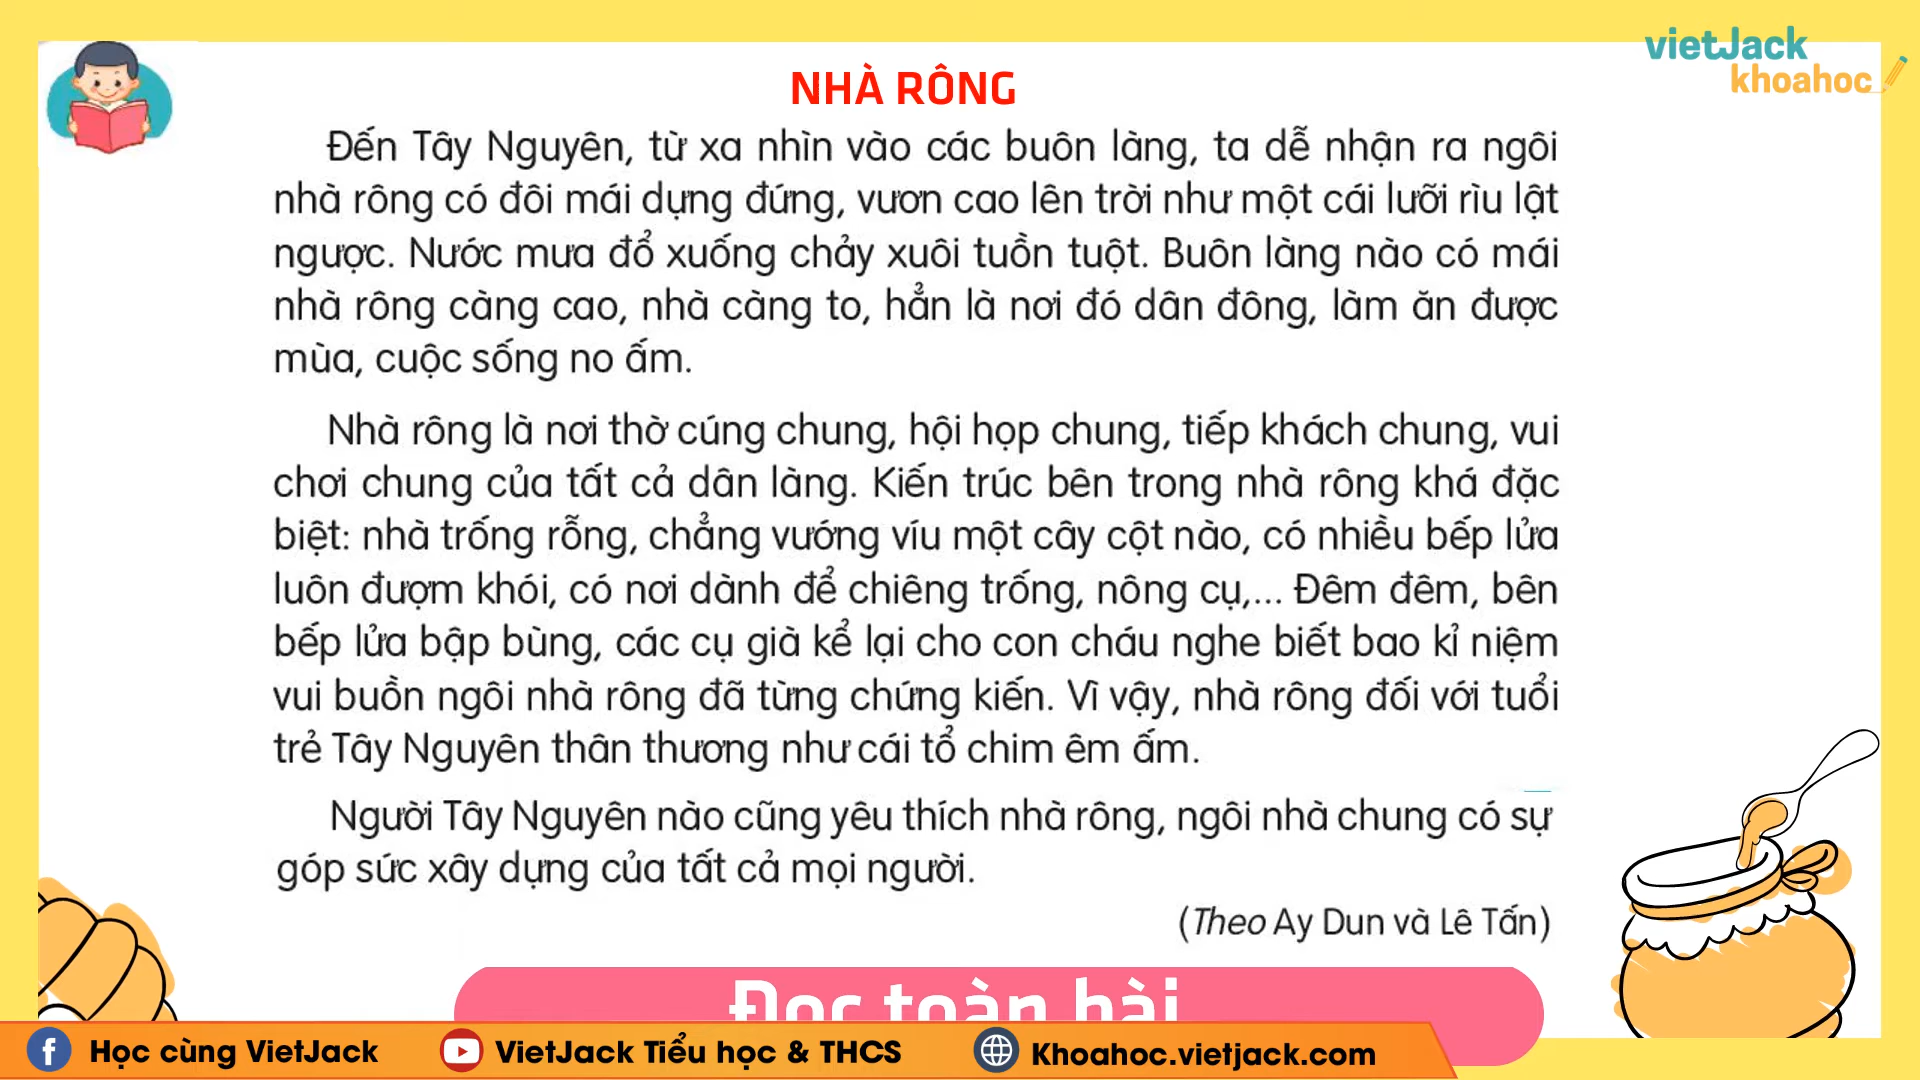 vietJack
khoahoc
NHÀ RÔNG
Đến Tây Nguyên, từ xa nhìn vào các buôn làng, ta dễ nhận ra ngôi
nhà rông có đôi mái dựng đứng, vươn cao lên trời như một cái lưỡi rìu lật
ngược. Nước mưa đổ xuống chảy xuôi tuồn tuột. Buôn làng nào có mái
nhà rông càng cao, nhà càng to, hẳn là nơi đó dân đông, làm ăn được
mùa, cuộc sống no ấm.
Nhà rông là nơi thờ cúng chung, hội họp chung, tiếp khách chung, vui
chơi chung của tất cả dân làng. Kiến trúc bên trong nhà rông khá đặc
biệt: nhà trống rỗng, chẳng vướng víu một cây cột nào, có nhiều bếp lửa
luôn đượm khói, có nơi dành để chiêng trống, nông cụ,... Đêm đêm, bên
bếp lửa bập bùng, các cụ già kể lại cho con cháu nghe biết bao kỉ niệm
vui buồn ngôi nhà rông đã từng chứng kiến. Vì vậy, nhà rông đối với tuổi
trẻ Tây Nguyên thân thương như cái tổ chim êm ấm.
Người Tây Nguyên nào cũng yêu thích nhà rông, ngôi nhà chung có sự
góp sức xây dựng của tất cả mọi người.
(Theo Ay Dun và Lê Tấn)
Đọc toàn bài
Học cùng VietJack
VietJack Tiểu học & THCS
Khoahoc.vietjack.com